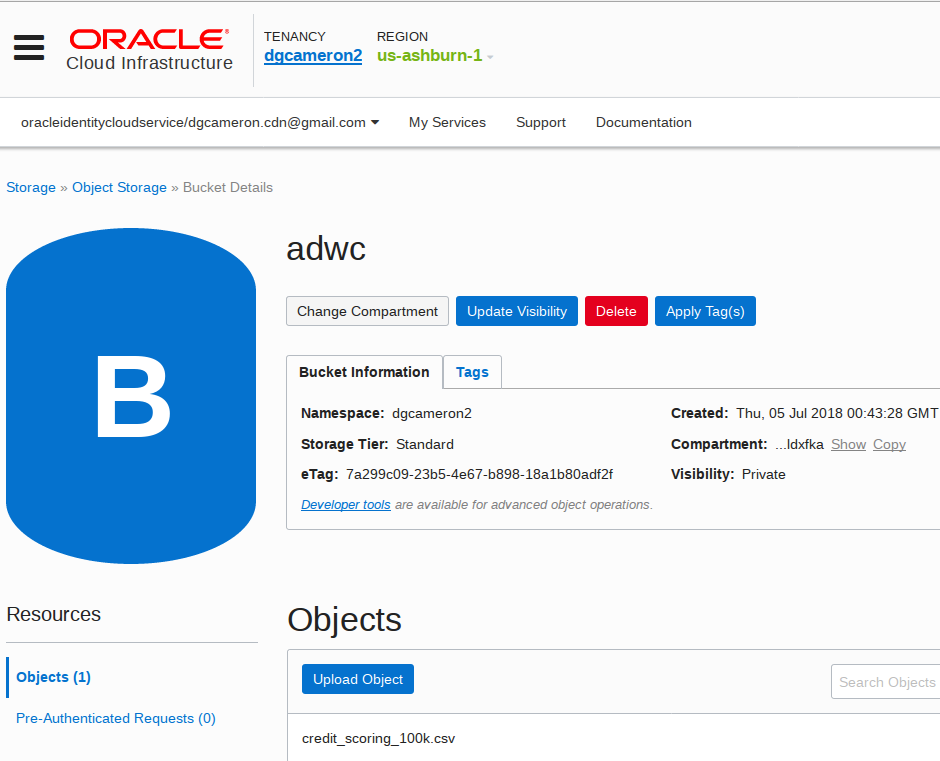 ORACLE®
Cloud Infrastructure
TENANCY
dgcameron2
REGION
us-ashburn-1
oracleidentitycloudservice/dgcameron.cdn@gmail.com
My Services
Support
Documentation
Storage » Object Storage » Bucket Details
B
adwc
Change Compartment
Update Visibility
Delete
Apply Tag(s)
Bucket Information
Tags
Namespace: dgcameron2
Created: Thu, 05 Jul 2018 00:43:28 GMT
Storage Tier: Standard
Compartment: ...ldxfka Show Copy
eTag: 7a299c09-23b5-4e67-b898-18a1b80adf2f
Visibility: Private
Developer tools are available for advanced object operations.
Resources
Objects (1)
Pre-Authenticated Requests (0)
Objects
Upload Object
Search Objects
credit_scoring_100k.csv